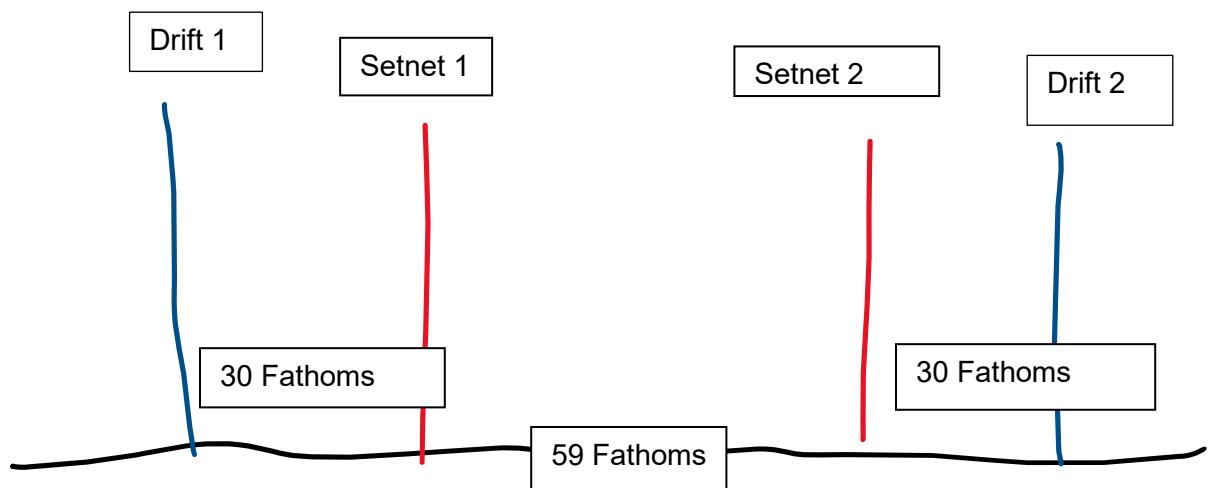 Drift 1
Setnet 1
Setnet 2
Drift 2
30 Fathoms
30 Fathoms
59 Fathoms